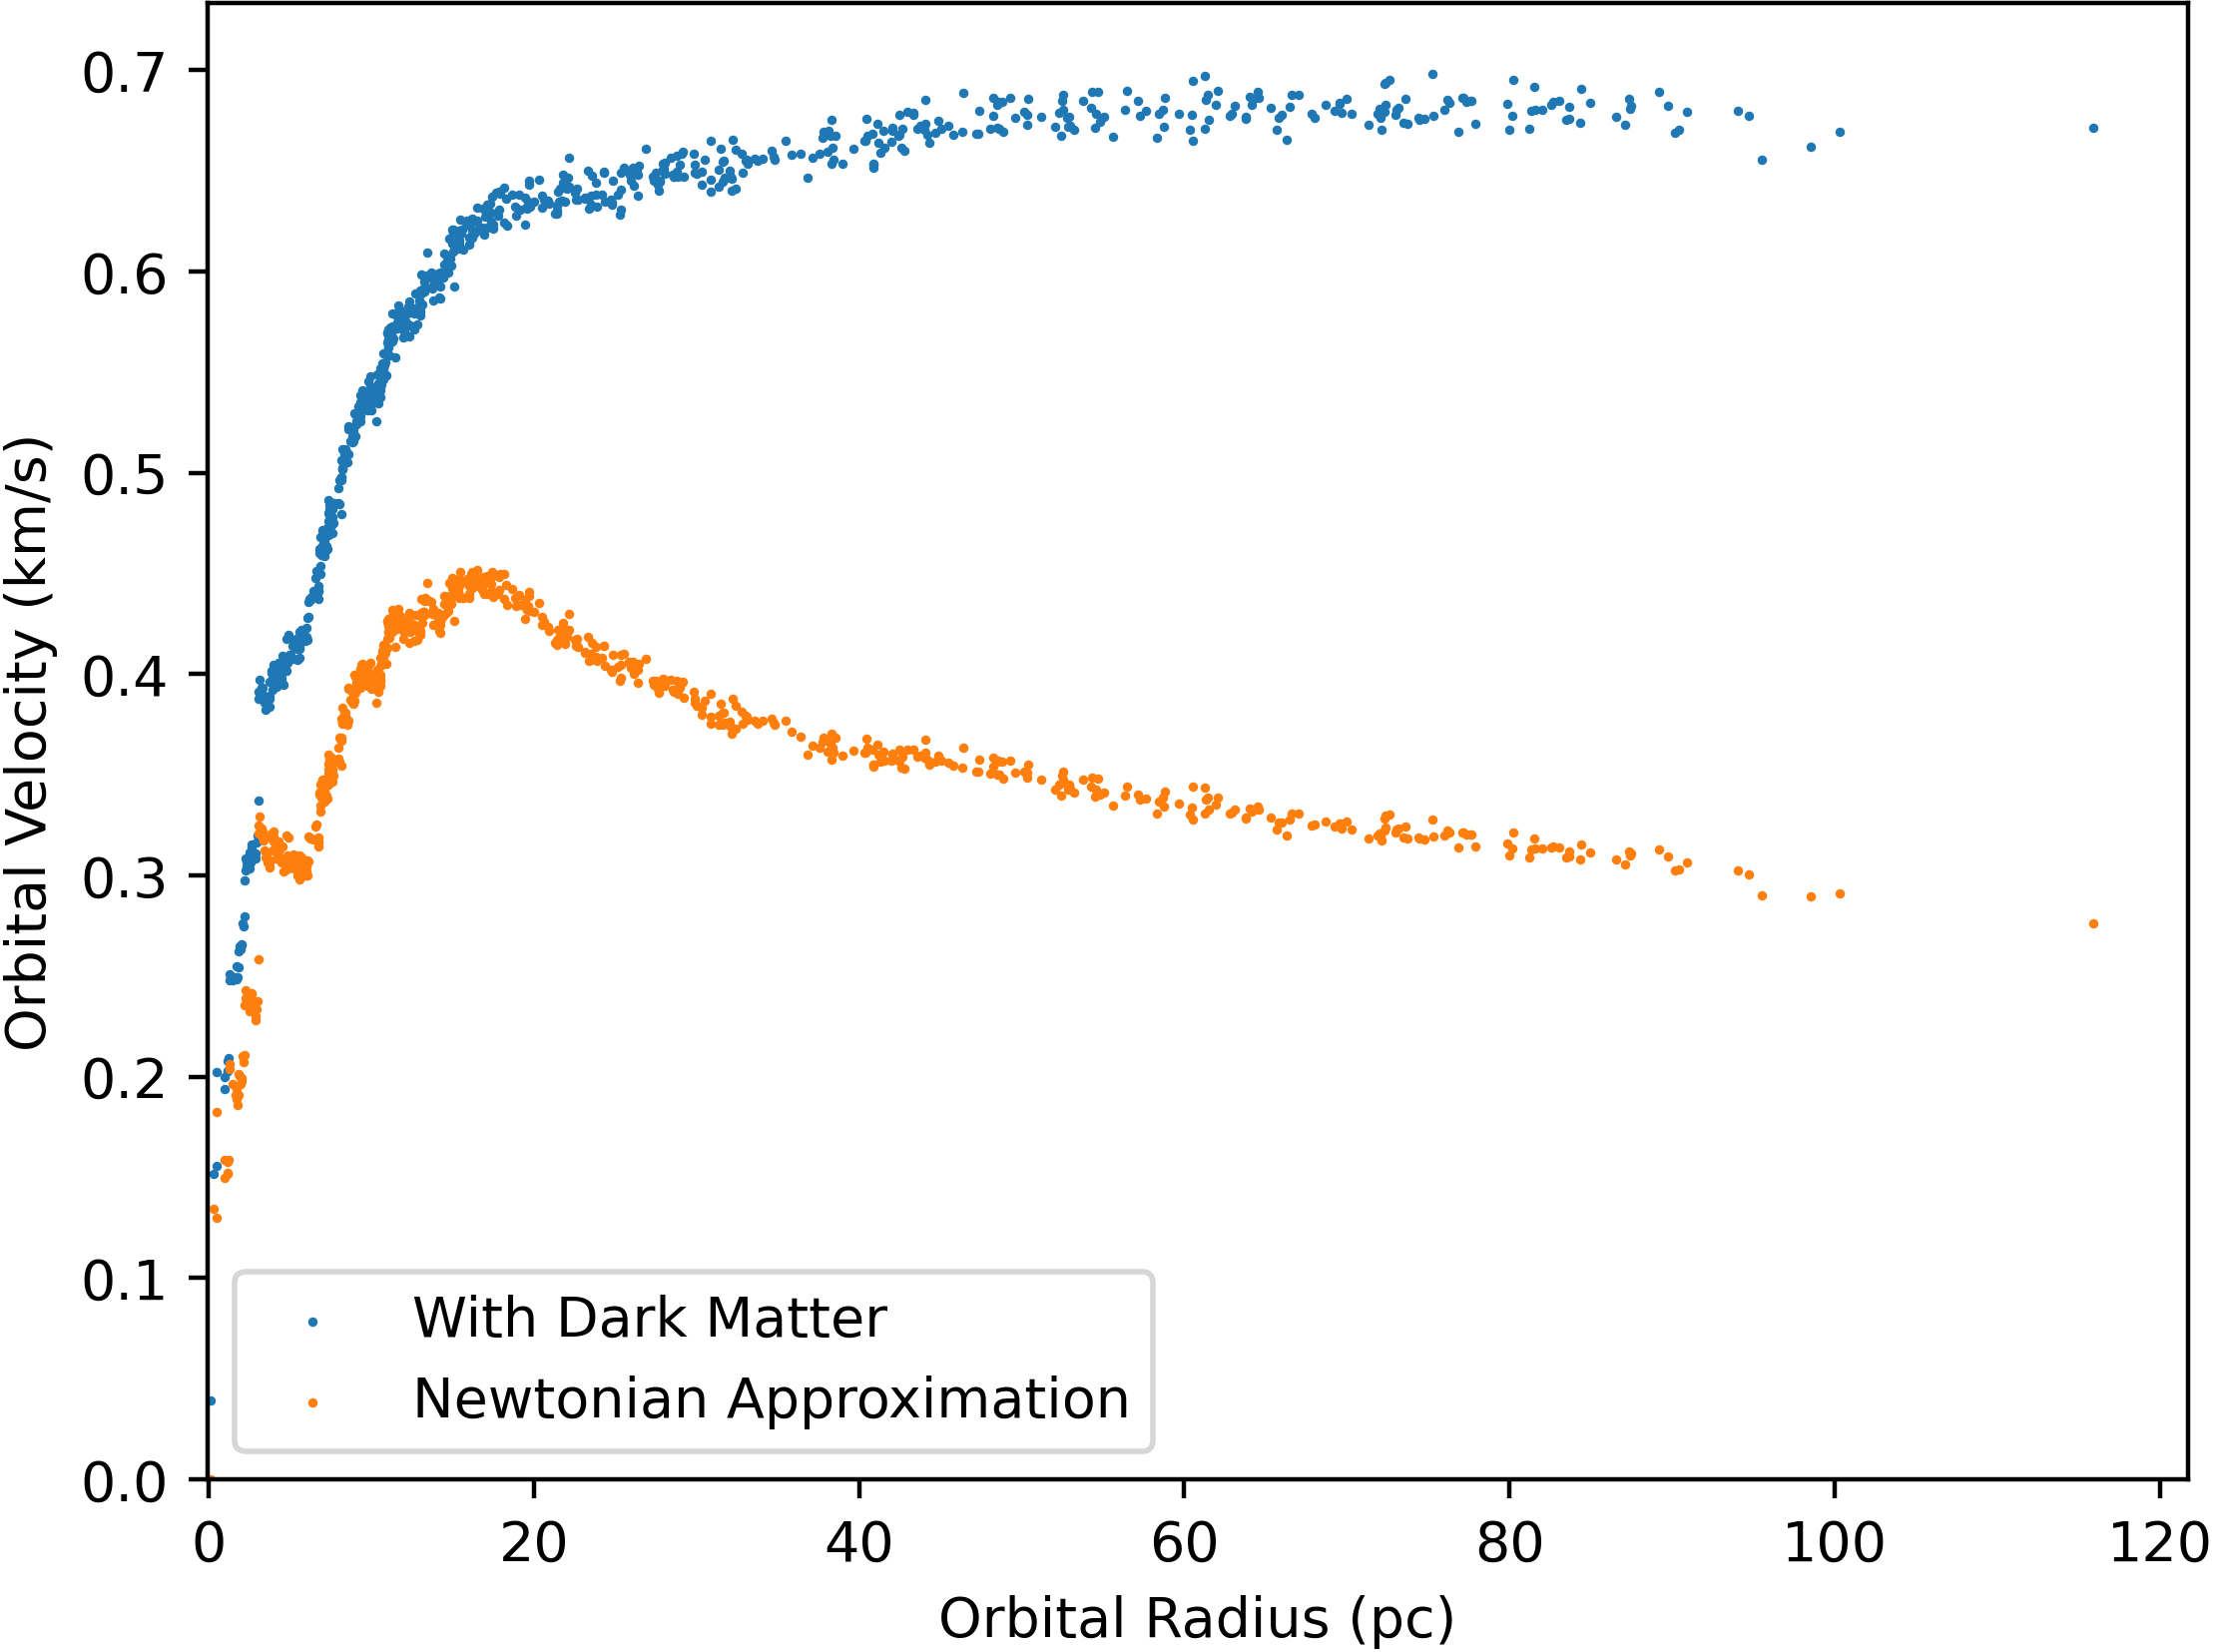 0.7
0.6
0.5
0.4
0.3
0.2
0.1
0.0
Orbital Velocity (km/s)
With Dark Matter
Newtonian Approximation
0 20 40 60 80 100 120
Orbital Radius (pc)